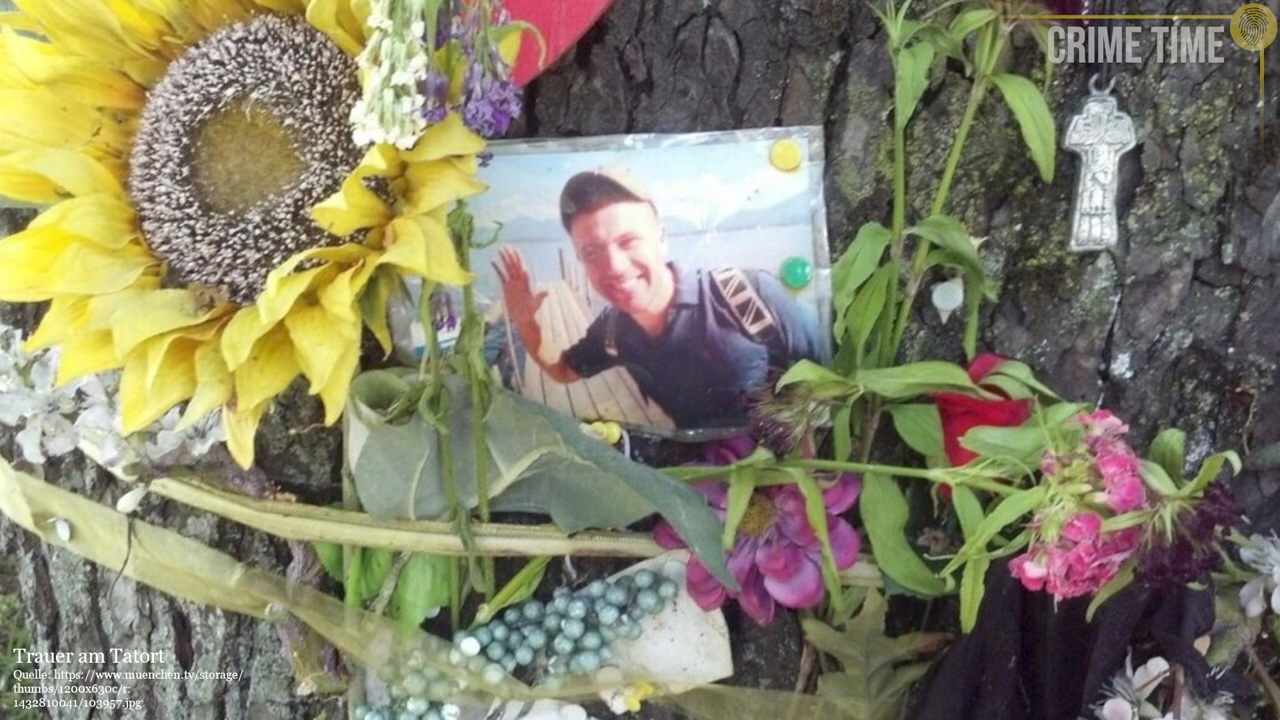 CRIME TIME
Trauer am Tatort
Quelle: https://www.muenchen.tv/storage/
thumbs/1200x630c/r:
1432810041/103957.jpg